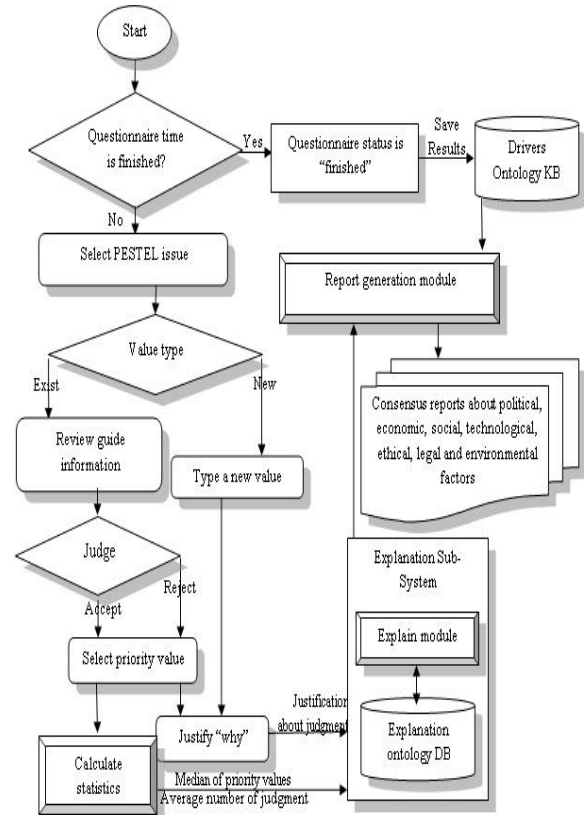 Start
Questionnaire time
is finished?
Yes
Questionnaire status is
“finished”
Save
Results
Drivers
Ontology KB
No
Select PESTEL issue
Report generation module
Value type
Exist
New
Consensus reports about political,
economic, social, technological,
ethical, legal and environmental
factors
Review guide
information
Type a new value
Judge
Accept
Reject
Explanation Sub-
System
Explain module
Select priority value
Justification
about judgment
Justify “why”
Explanation
ontology DB
Calculate
statistics
Median of priority values
Average number of judgment